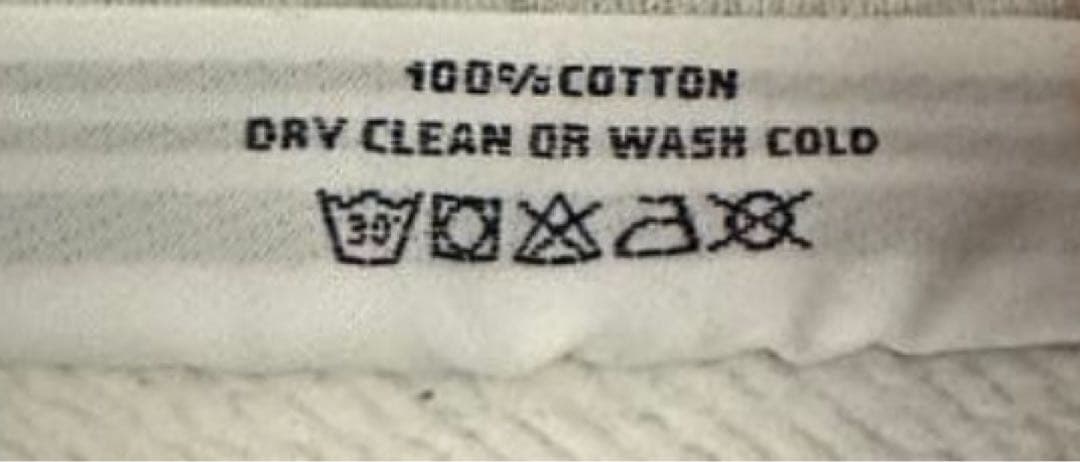 100% COTTON
DRY CLEAN OR WASH COLD
30°